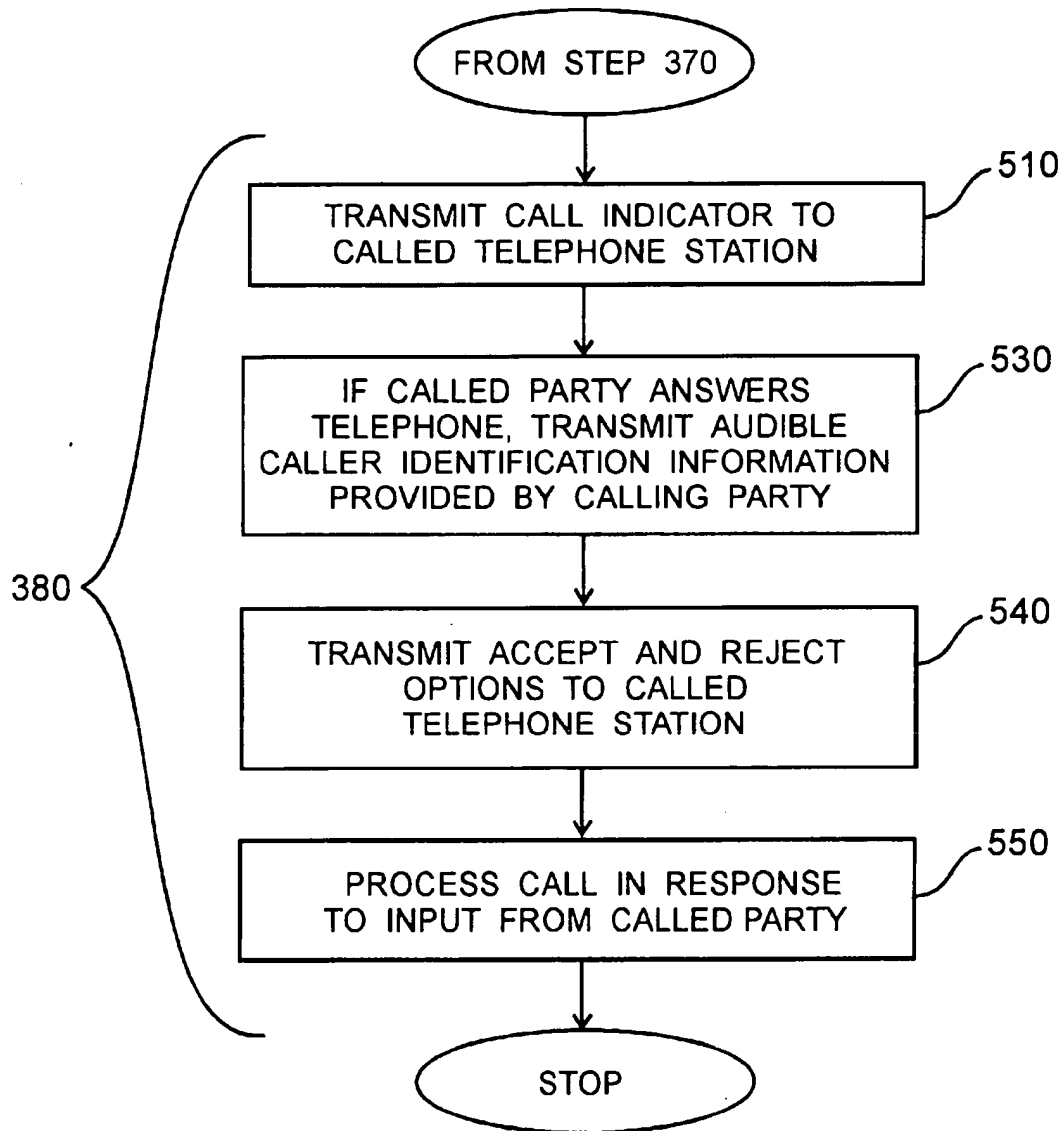 FROM STEP 370
510
TRANSMIT CALL INDICATOR TO
CALLED TELEPHONE STATION
530
IF CALLED PARTY ANSWERS
TELEPHONE, TRANSMIT AUDIBLE
CALLER IDENTIFICATION INFORMATION
PROVIDED BY CALLING PARTY
380
540
TRANSMIT ACCEPT AND REJECT
OPTIONS TO CALLED
TELEPHONE STATION
550
PROCESS CALL IN RESPONSE
TO INPUT FROM CALLED PARTY
STOP